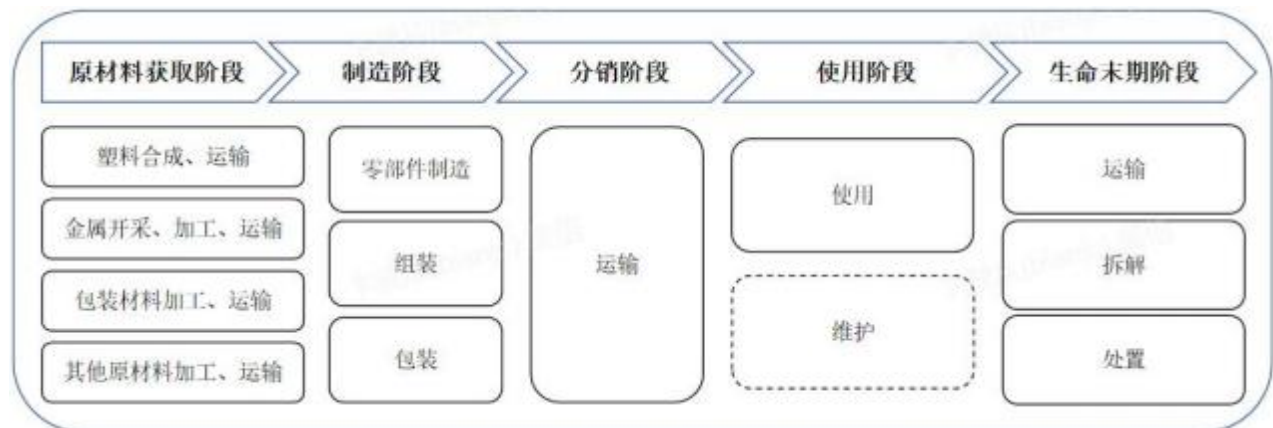 原材料获取阶段
制造阶段
分销阶段
使用阶段
生命末期阶段
塑料合成、运输
金属开采、加工、运输
包装材料加工、运输
其他原材料加工、运输
零部件制造
组装
包装
运输
使用
维护
运输
拆解
处置